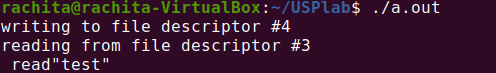 rachita@rachita-VirtualBox:~/USPlab$ ./a.out
writing to file descriptor #4
reading from file descriptor #3
 read"test"